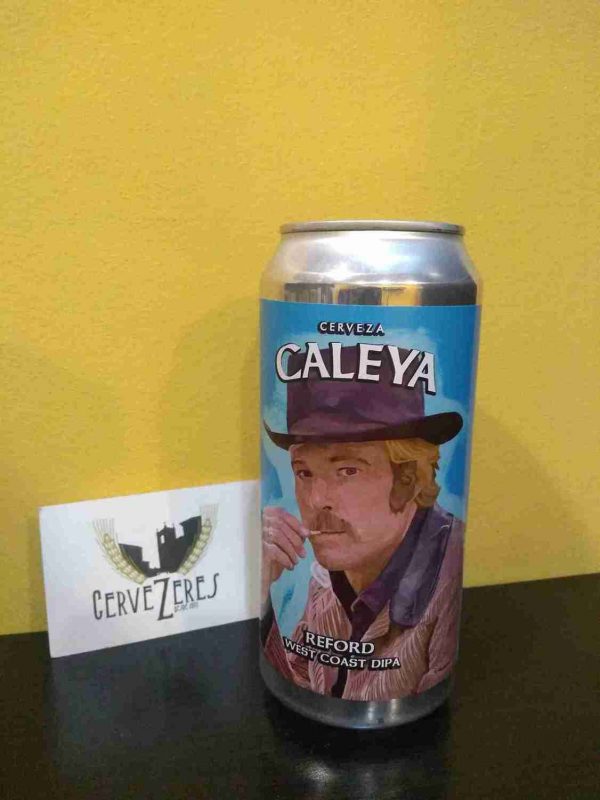 CERVEZA
CALEYA
REFORD
WEST COAST DIPA
CERVEZERES